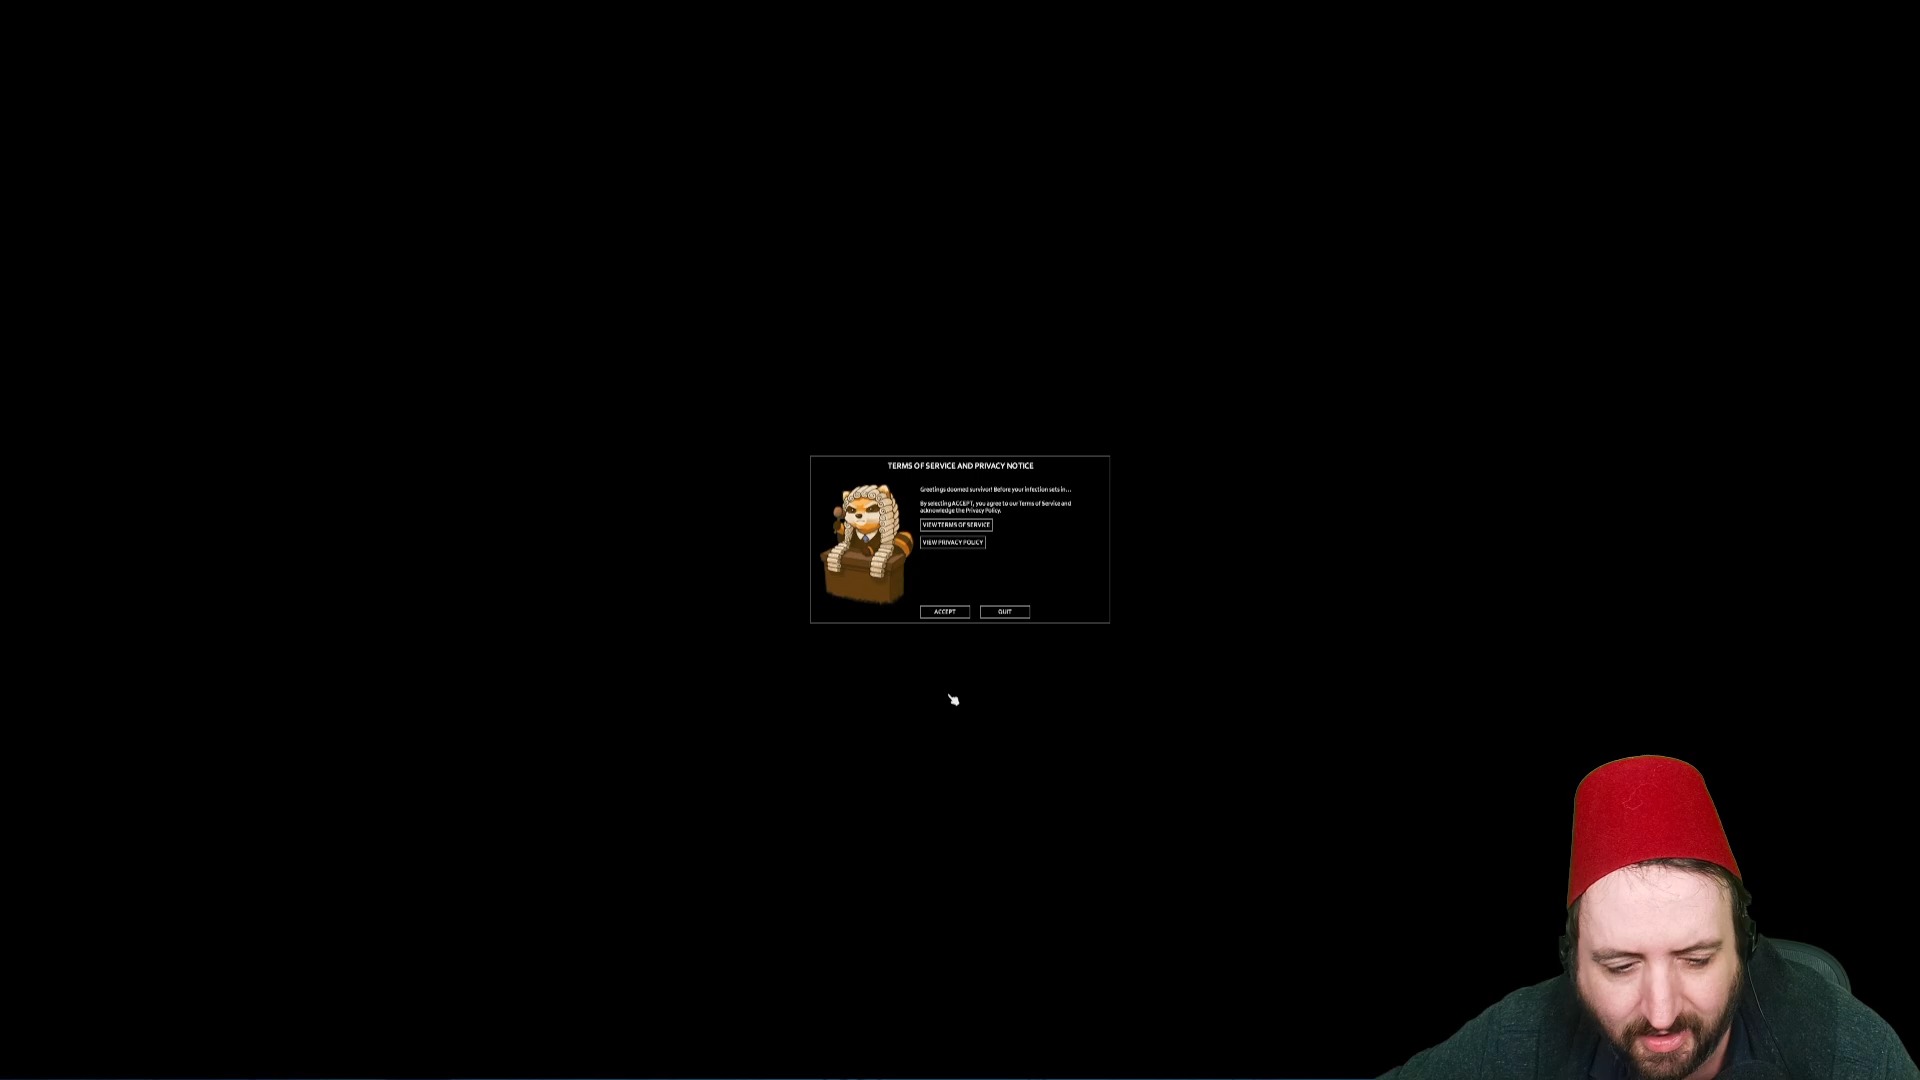 TERMS OF SERVICE AND PRIVACY NOTICE
Greetings doomed survivor! Before your infection sets in...
By selecting ACCEPT, you agree to our Terms of Service and
acknowledge the Privacy Policy.
VIEW TERMS OF SERVICE
VIEW PRIVACY POLICY
ACCEPT
QUIT